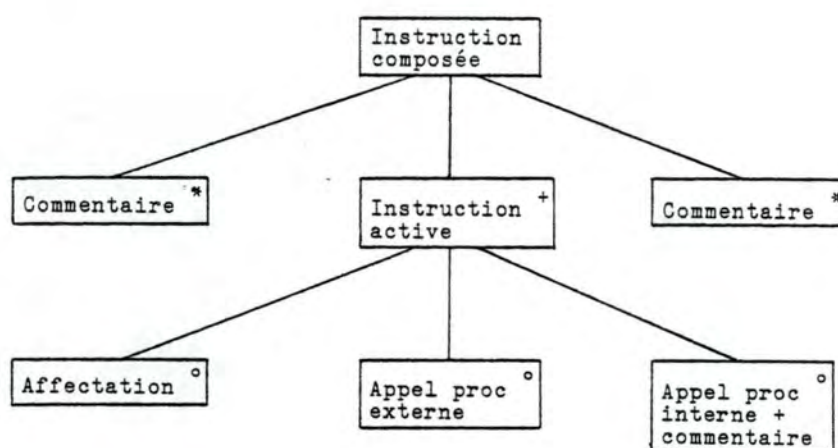 Instruction
composée
Commentaire *
Instruction +
active
Commentaire *
Affectation o
Appel proc o
externe
Appel proc o
interne +
commentaire